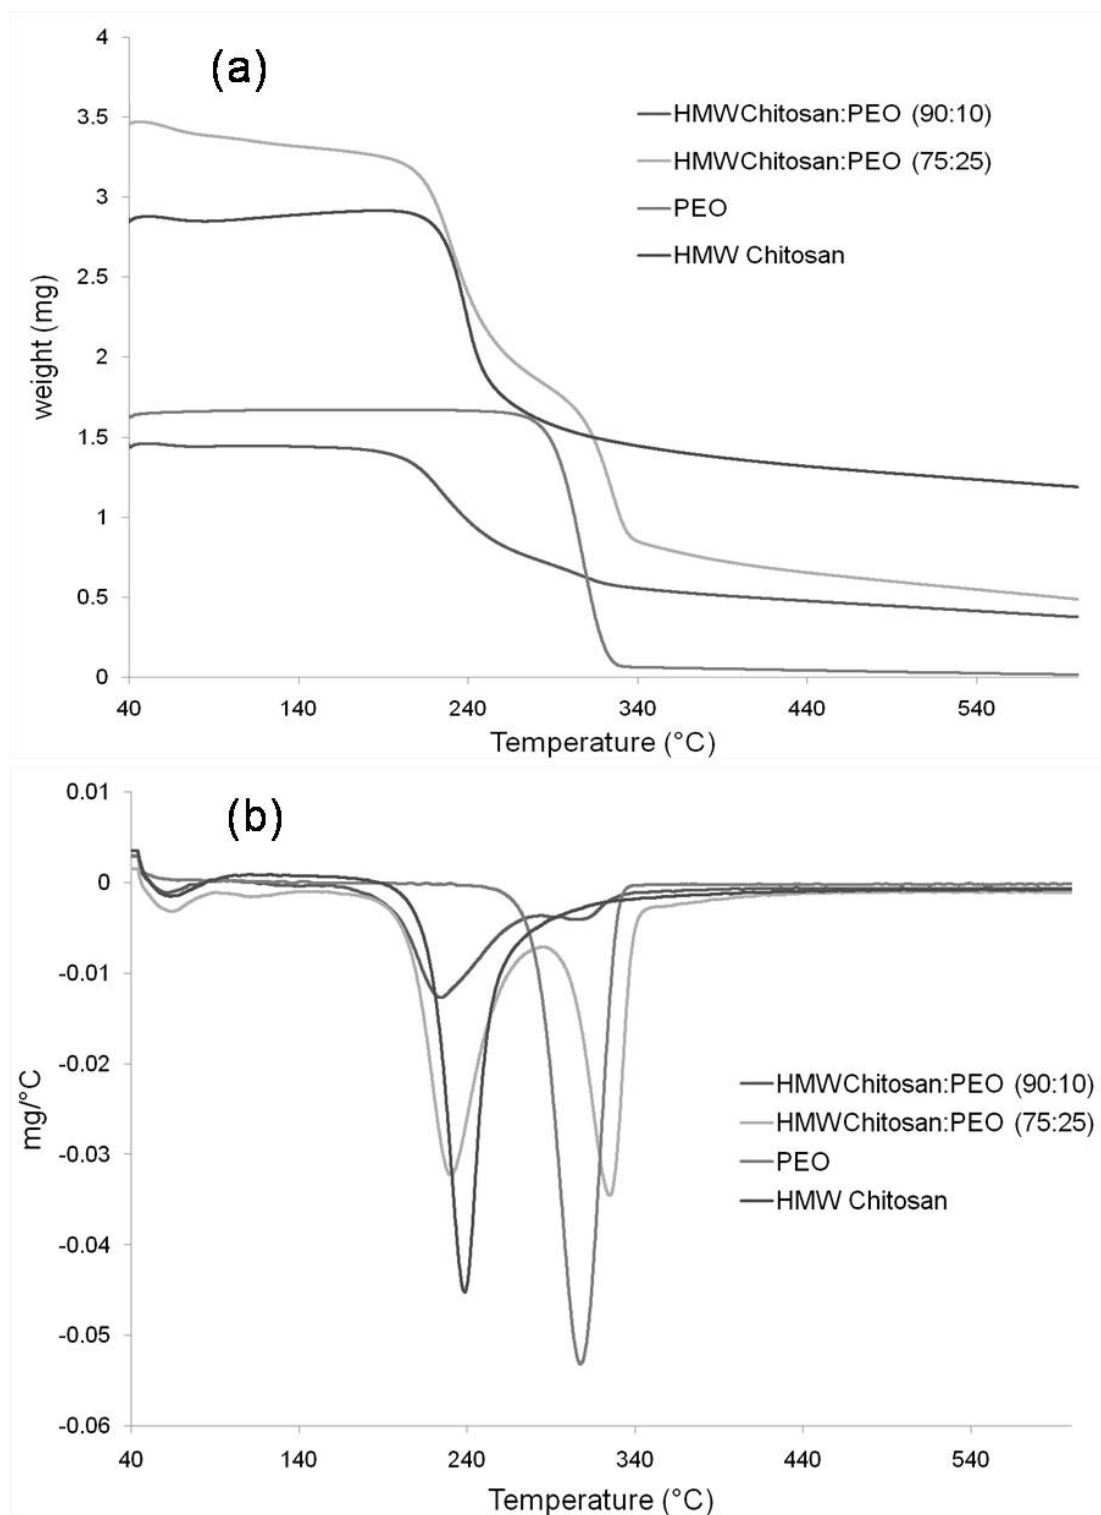 (a)
4
3.5
3
2.5
2
1.5
1
0.5
0
weight (mg)
HMWChitosan:PEO (90:10)
HMWChitosan:PEO (75:25)
PEO
HMW Chitosan
40 140 240 340 440 540
Temperature (°C)
(b)
0.01
0
-0.01
-0.02
-0.03
-0.04
-0.05
-0.06
mg/°C
HMWChitosan:PEO (90:10)
HMWChitosan:PEO (75:25)
PEO
HMW Chitosan
40 140 240 340 440 540
Temperature (°C)